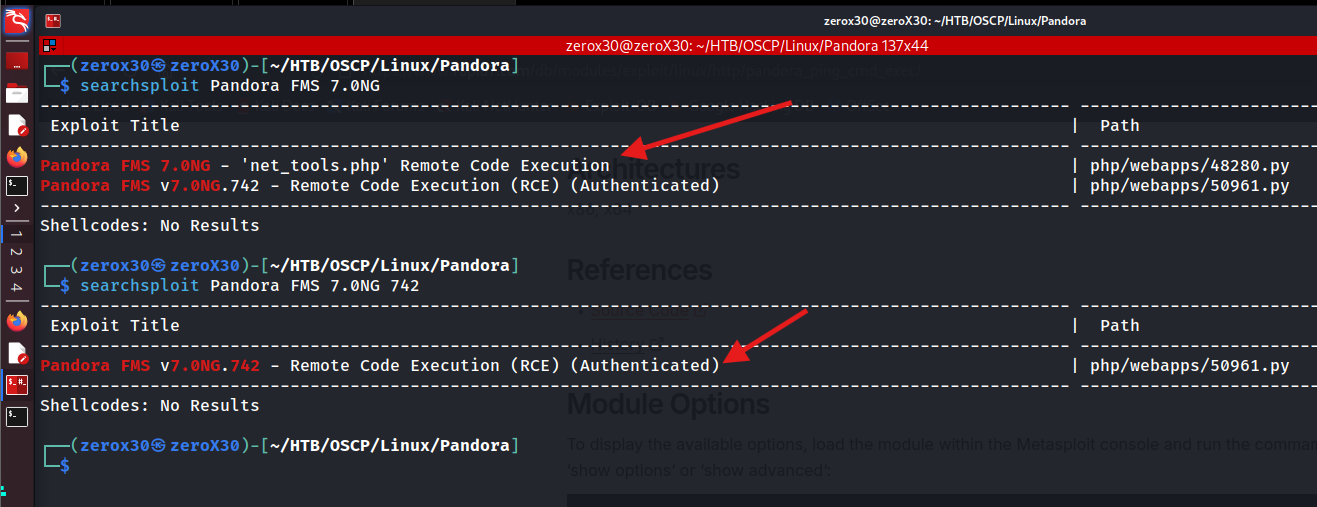 zerox30@zeroX30: ~/HTB/OSCP/Linux/Pandora
zerox30@zeroX30: ~/HTB/OSCP/Linux/Pandora 137x44
┌──(zerox30㉿zeroX30)-[~/HTB/OSCP/Linux/Pandora]
└─$ searchsploit Pandora FMS 7.0NG
Exploit Title | Path
Pandora FMS 7.0NG - 'net_tools.php' Remote Code Execution | php/webapps/48280.py
Architectures
Pandora FMS v7.0NG.742 - Remote Code Execution (RCE) (Authenticated) | php/webapps/50961.py
x86, x64
Shellcodes: No Results
┌──(zerox30㉿zeroX30)-[~/HTB/OSCP/Linux/Pandora]
References
└─$ searchsploit Pandora FMS 7.0NG 742
Source Code
Exploit Title | Path
Pandora FMS v7.0NG.742 - Remote Code Execution (RCE) (Authenticated) | php/webapps/50961.py
Shellcodes: No Results
Module Options
┌──(zerox30㉿zeroX30)-[~/HTB/OSCP/Linux/Pandora]
To display the available options, load the module within the Metasploit console and run the comma
└─$
'show options' or 'show advanced':
1
2
3
4